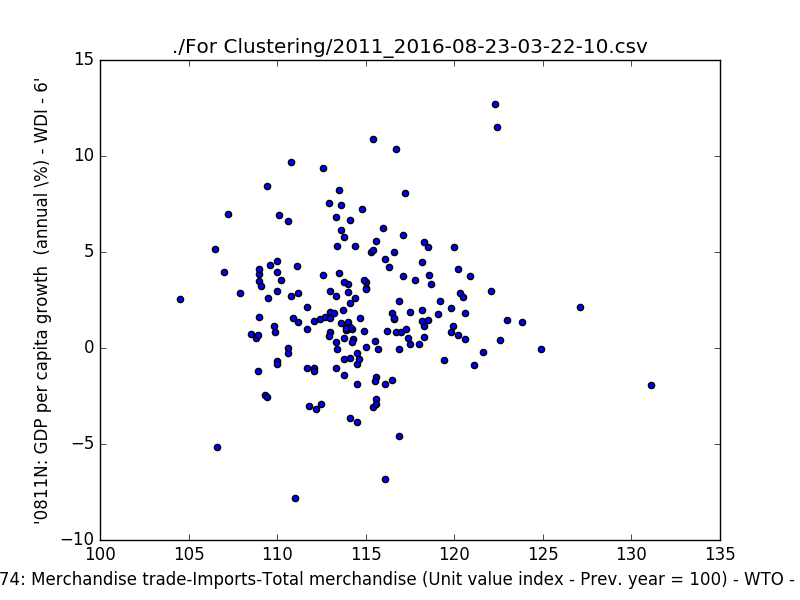 ./For Clustering/2011_2016-08-23-03-22-10.csv
15
10
5
0
−5
−10
'0811N: GDP per capita growth  (annual \%) - WDI - 6'
100 105 110 115 120 125 130 135
74: Merchandise trade-Imports-Total merchandise (Unit value index - Prev. year = 100) - WTO -